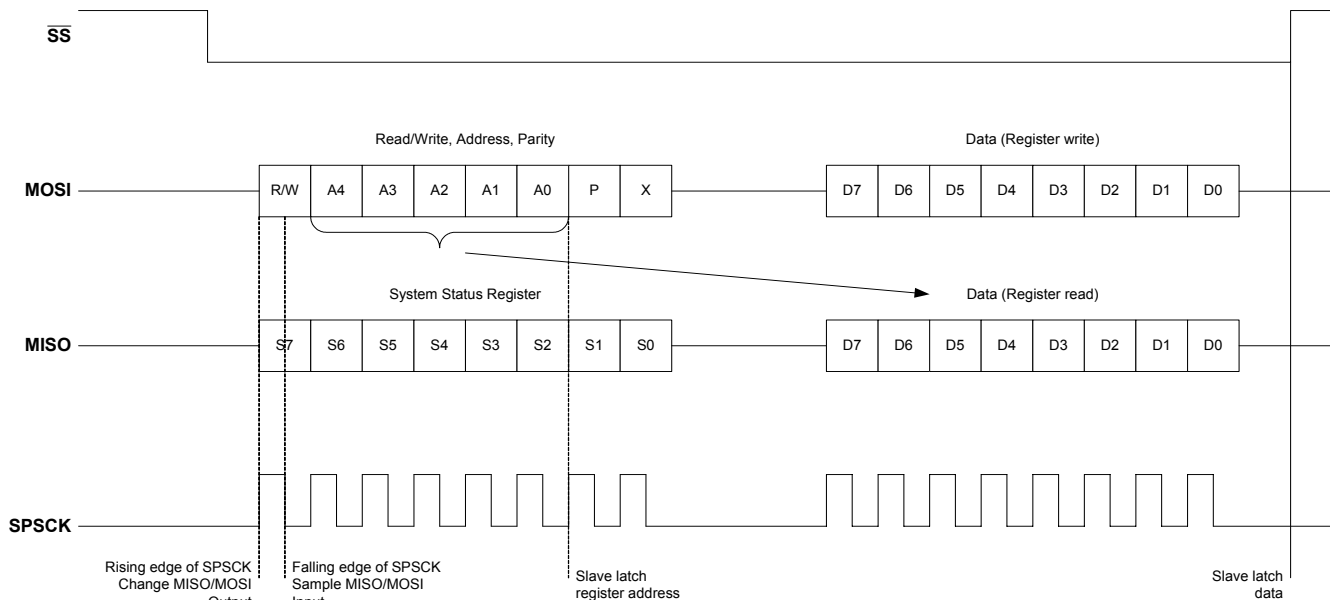 SS
Read/Write, Address, Parity
Data (Register write)
MOSI
R/W A4 A3 A2 A1 A0 P X
D7 D6 D5 D4 D3 D2 D1 D0
System Status Register
Data (Register read)
MISO
S7 S6 S5 S4 S3 S2 S1 S0
D7 D6 D5 D4 D3 D2 D1 D0
SPSCK
Rising edge of SPSCK
Change MISO/MOSI
Output
Falling edge of SPSCK
Sample MISO/MOSI
Input
Slave latch
register address
Slave latch
data